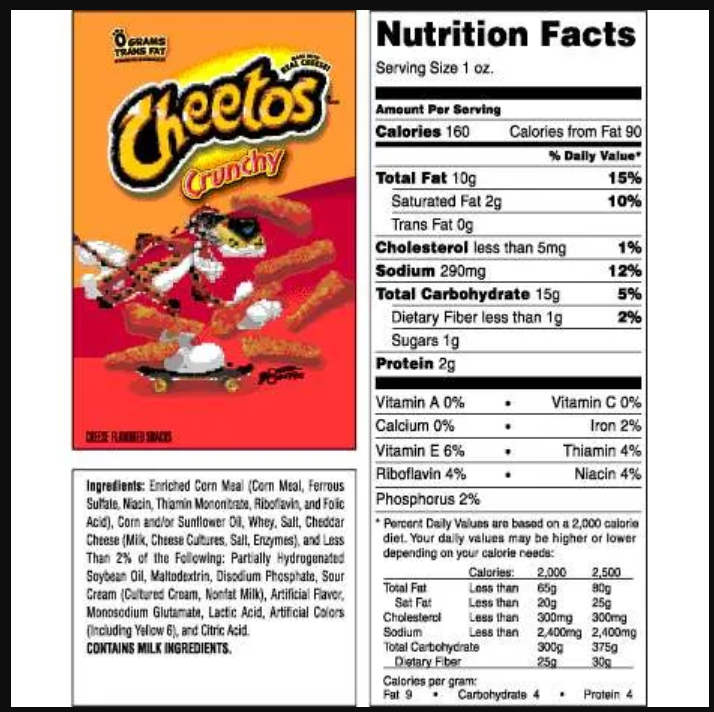 0 GRAMS
TRANS FAT
MADE WITH
REAL CHEESE!
Cheetos
Crunchy
CHEESE FLAVORED SNACKS
Ingredients: Enriched Corn Meal (Corn Meal, Ferrous
Sulfate, Niacin, Thiamin Mononitrate, Riboflavin, and Folic
Acid), Corn and/or Sunflower Oil, Whey, Salt, Cheddar
Cheese (Milk, Cheese Cultures, Salt, Enzymes), and Less
Than 2% of the Following: Partially Hydrogenated
Soybean Oil, Maltodextrin, Disodium Phosphate, Sour
Cream (Cultured Cream, Nonfat Milk), Artificial Flavor,
Monosodium Glutamate, Lactic Acid, Artificial Colors
(Including Yellow 6), and Citric Acid.
CONTAINS MILK INGREDIENTS.
Nutrition Facts
Serving Size 1 oz.
Amount Per Serving
Calories 160 Calories from Fat 90
% Daily Value*
Total Fat 10g 15%
Saturated Fat 2g 10%
Trans Fat 0g
Cholesterol less than 5mg 1%
Sodium 290mg 12%
Total Carbohydrate 15g 5%
Dietary Fiber less than 1g 2%
Sugars 1g
Protein 2g
Vitamin A 0% • Vitamin C 0%
Calcium 0% • Iron 2%
Vitamin E 6% • Thiamin 4%
Riboflavin 4% • Niacin 4%
Phosphorus 2%
* Percent Daily Values are based on a 2,000 calorie
diet. Your daily values may be higher or lower
depending on your calorie needs:
Calories: 2,000 2,500
Total Fat Less than 65g 80g
Sat Fat Less than 20g 25g
Cholesterol Less than 300mg 300mg
Sodium Less than 2,400mg 2,400mg
Total Carbohydrate 300g 375g
Dietary Fiber 25g 30g
Calories per gram:
Fat 9 • Carbohydrate 4 • Protein 4